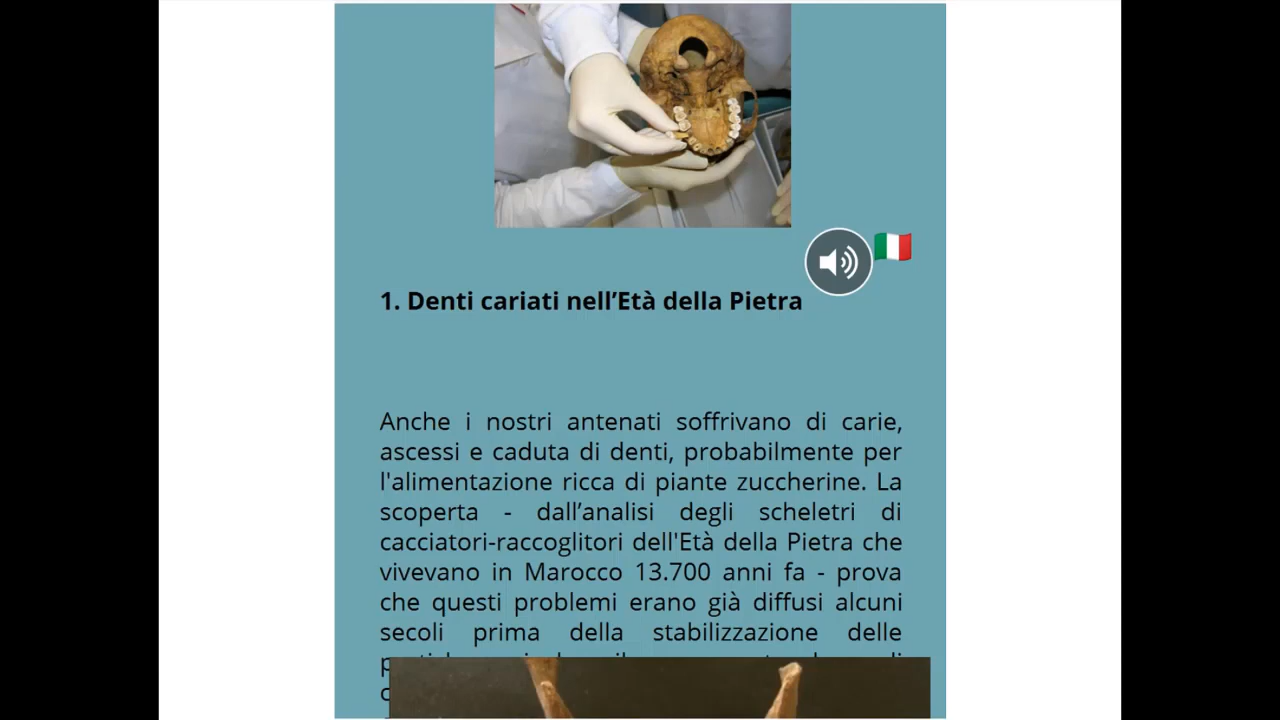 1. Denti cariati nell’Età della Pietra
Anche i nostri antenati soffrivano di carie,
ascessi e caduta di denti, probabilmente per
l'alimentazione ricca di piante zuccherine. La
scoperta - dall’analisi degli scheletri di
cacciatori-raccoglitori dell'Età della Pietra che
vivevano in Marocco 13.700 anni fa - prova
che questi problemi erano già diffusi alcuni
secoli prima della stabilizzazione delle